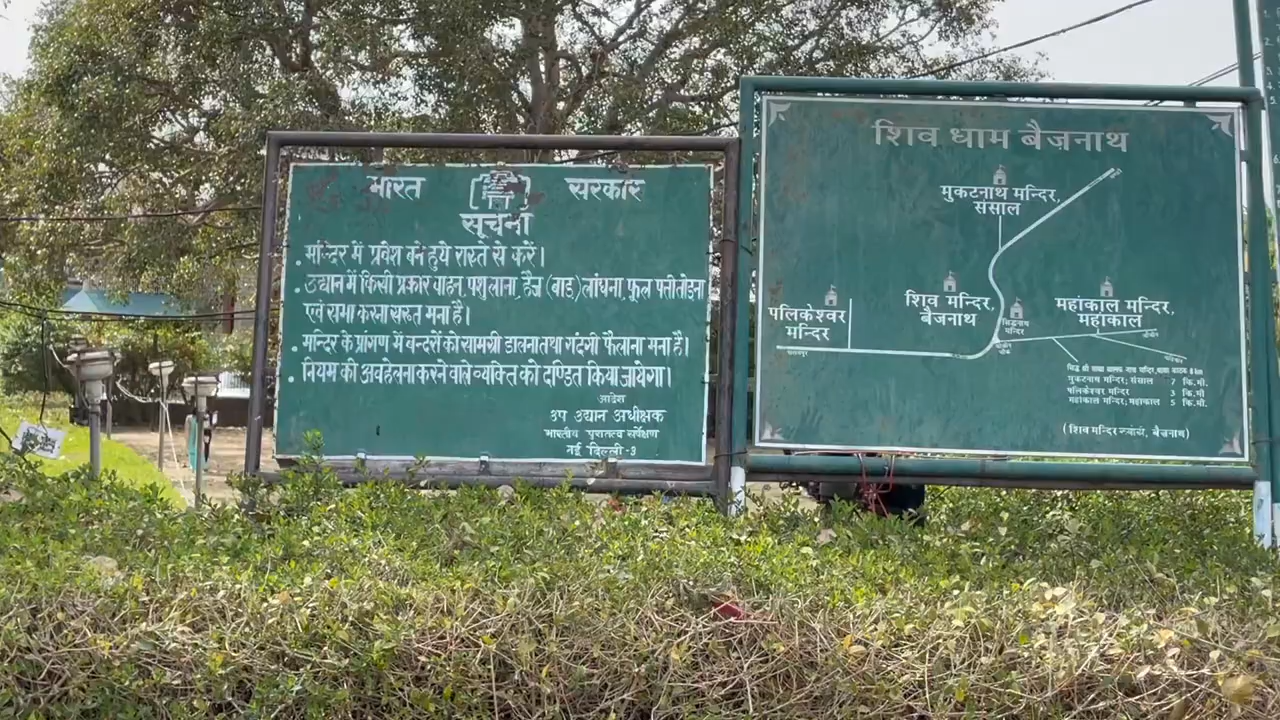 भारत सरकार
सूचना
. मन्दिर में प्रवेश बने हुये रास्ते से करें।
. उद्यान में किसी प्रकार वाहन, पशु लाना, हैज (बाड़) लांघना, फुल पत्ती तोडना
एवं सभा करना सख्त मना है।
. मन्दिर के प्रांगण में बन्दरों को सामग्री डालना तथा गंदगी फैलाना मना है।
. नियम की अवहेलना करने वाले व्यक्ति को दण्डित किया जायेगा।
आदेश
उप उद्यान अधीक्षक
भारतीय पुरातत्व सर्वेक्षण
नई दिल्ली-3
शिव धाम बैजनाथ
मुकटनाथ मन्दिर,
संसाल
पलिकेश्वर
मन्दिर
शिव मन्दिर,
बैजनाथ
सिद्धनाथ
मन्दिर
महांकाल मन्दिर,
महांकाल
मुकटनाथ मन्दिर; संसाल 7 कि.मी.
पलिकेश्वर मन्दिर 3 कि.मी.
महांकाल मन्दिर; महाकाल 5 कि.मी.